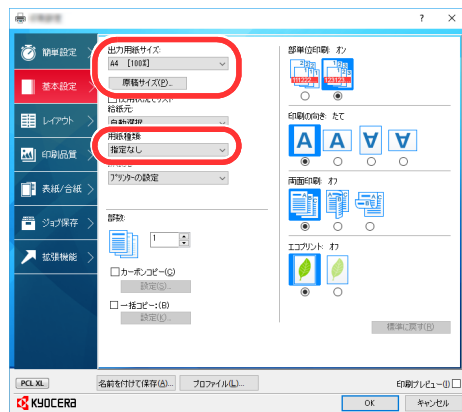 ? ×
簡単設定
基本設定
レイアウト
印刷品質
表紙/合紙
ジョブ保存
拡張機能
出力用紙サイズ:
A4 [100%]
原稿サイズ(P)...
給紙元:
自動選択
用紙種類:
指定なし
プリンターの設定
部数:
1
カーボンコピー(C)
設定(S)...
一括コピー:(B)
設定(K)...
部単位印刷: オン
印刷の向き: たて
A A A A
両面印刷: オフ
エコプリント: オフ
標準に戻す(R)
PCL XL
名前を付けて保存(A)...
プロファイル(L)...
印刷プレビュー(I)
KYOCERA
OK
キャンセル